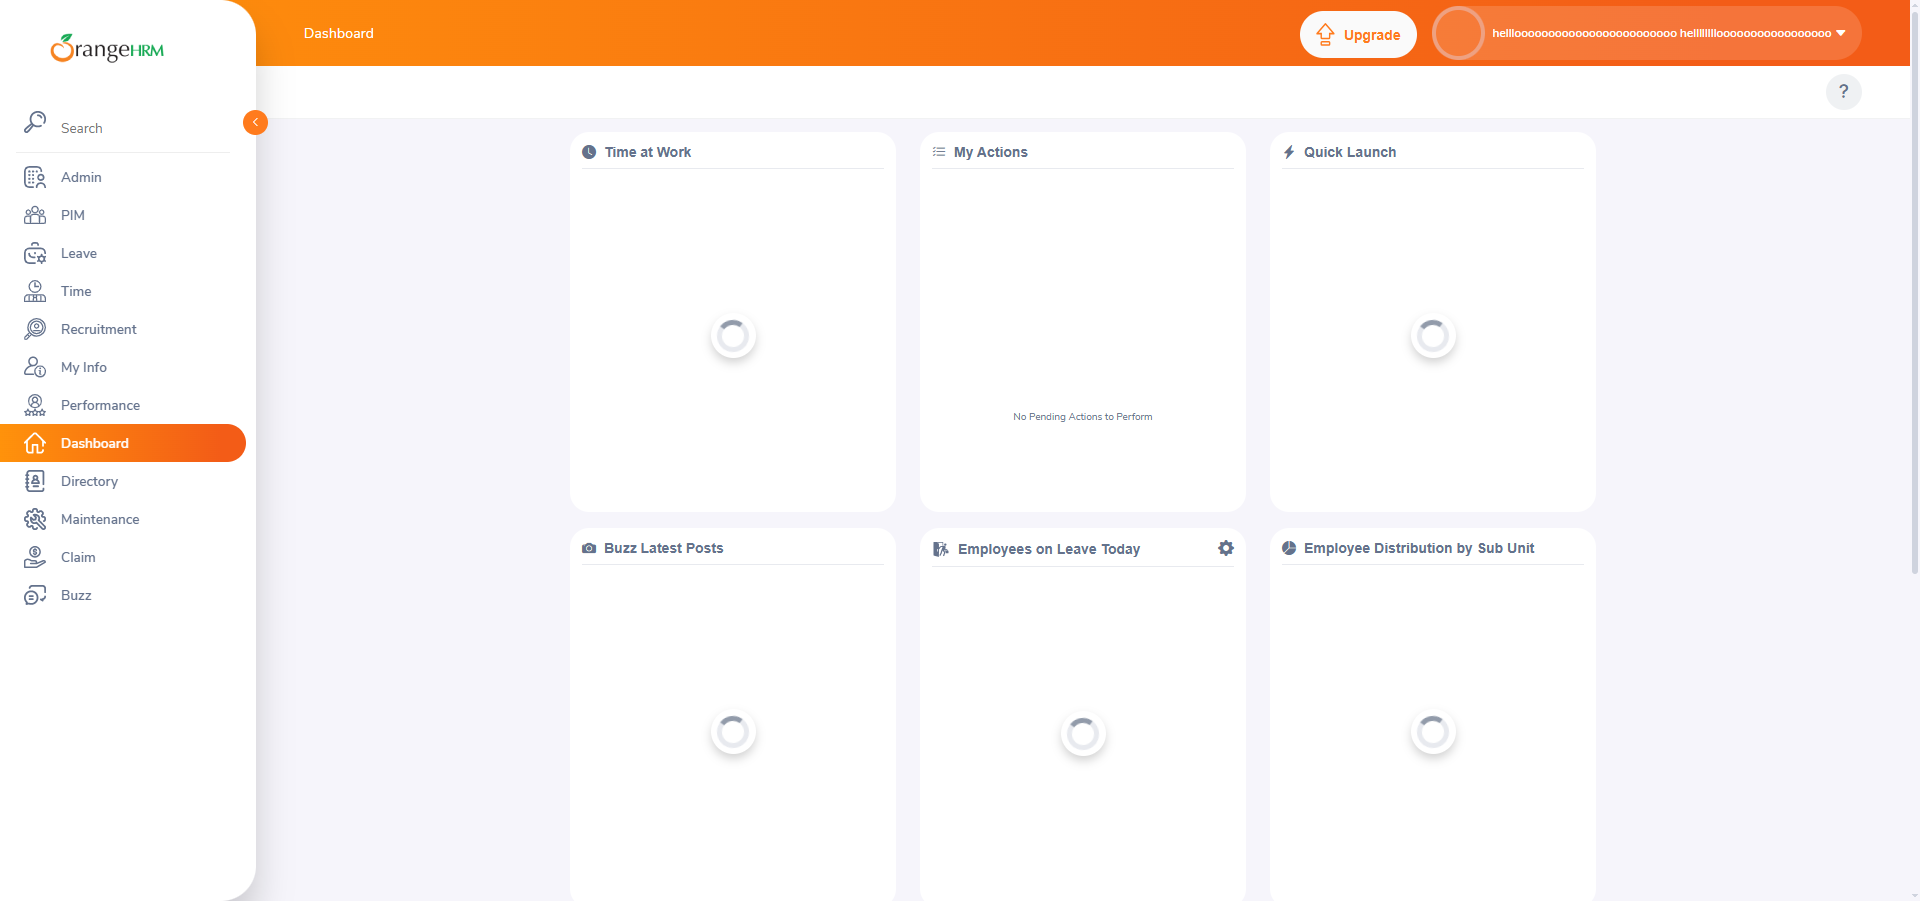 OrangeHRM
Dashboard
Upgrade
Search
?
Admin
PIM
Leave
Time
Recruitment
My Info
Performance
Dashboard
Directory
Maintenance
Claim
Buzz
Time at Work
My Actions
No Pending Actions to Perform
Quick Launch
Buzz Latest Posts
Employees on Leave Today
Employee Distribution by Sub Unit